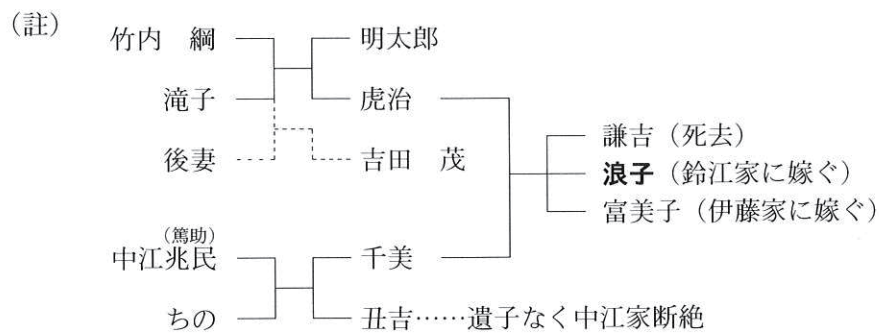 （註）
竹内　綱
明太郎
滝子
虎治
後妻
吉田　茂
謙吉（死去）
浪子（鈴江家に嫁ぐ）
富美子（伊藤家に嫁ぐ）
（篤助）
中江兆民
千美
ちの
丑吉……遺子なく中江家断絶